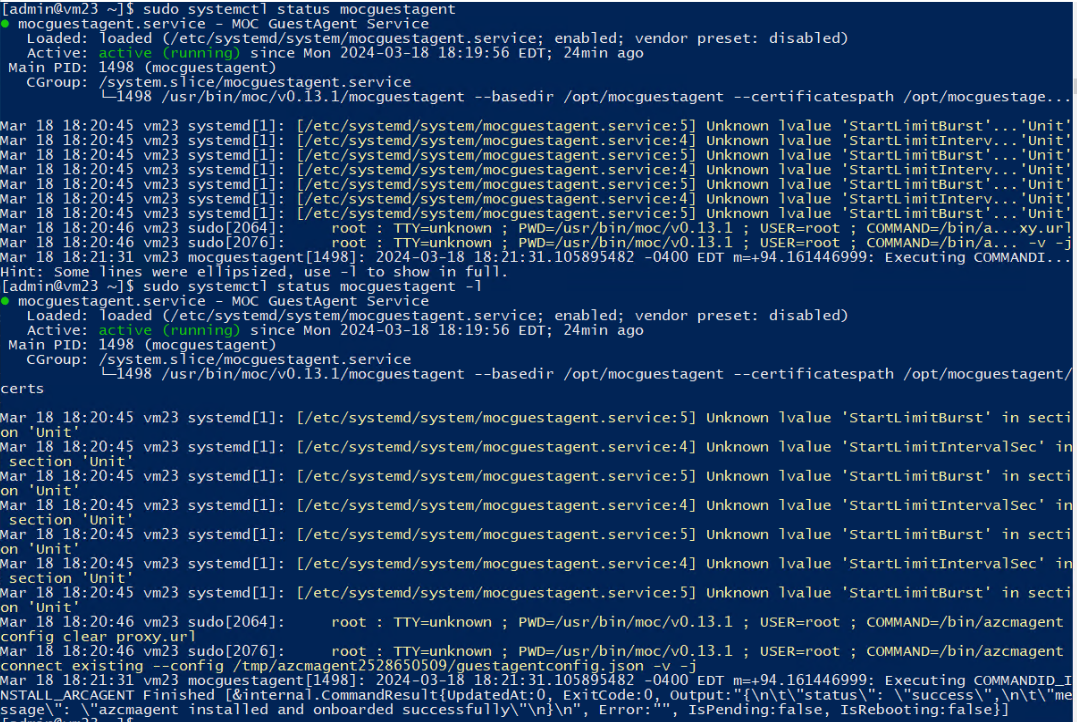 [admin@vm23 ~]$ sudo systemctl status mocguestagent
● mocguestagent.service - MOC GuestAgent Service
   Loaded: loaded (/etc/systemd/system/mocguestagent.service; enabled; vendor preset: disabled)
   Active: active (running) since Mon 2024-03-18 18:19:56 EDT; 24min ago
 Main PID: 1498 (mocguestagent)
   CGroup: /system.slice/mocguestagent.service
           └─1498 /usr/bin/moc/v0.13.1/mocguestagent --basedir /opt/mocguestagent --certificatespath /opt/mocguestage...
Mar 18 18:20:45 vm23 systemd[1]: [/etc/systemd/system/mocguestagent.service:5] Unknown lvalue 'StartLimitBurst'...'Unit'
Mar 18 18:20:45 vm23 systemd[1]: [/etc/systemd/system/mocguestagent.service:4] Unknown lvalue 'StartLimitInterv...'Unit'
Mar 18 18:20:45 vm23 systemd[1]: [/etc/systemd/system/mocguestagent.service:5] Unknown lvalue 'StartLimitBurst'...'Unit'
Mar 18 18:20:45 vm23 systemd[1]: [/etc/systemd/system/mocguestagent.service:4] Unknown lvalue 'StartLimitInterv...'Unit'
Mar 18 18:20:45 vm23 systemd[1]: [/etc/systemd/system/mocguestagent.service:5] Unknown lvalue 'StartLimitBurst'...'Unit'
Mar 18 18:20:45 vm23 systemd[1]: [/etc/systemd/system/mocguestagent.service:4] Unknown lvalue 'StartLimitInterv...'Unit'
Mar 18 18:20:45 vm23 systemd[1]: [/etc/systemd/system/mocguestagent.service:5] Unknown lvalue 'StartLimitBurst'...'Unit'
Mar 18 18:20:46 vm23 sudo[2064]:     root : TTY=unknown ; PWD=/usr/bin/moc/v0.13.1 ; USER=root ; COMMAND=/bin/a...xy.url
Mar 18 18:20:46 vm23 sudo[2076]:     root : TTY=unknown ; PWD=/usr/bin/moc/v0.13.1 ; USER=root ; COMMAND=/bin/a... -v -j
Mar 18 18:21:31 vm23 mocguestagent[1498]: 2024-03-18 18:21:31.105895482 -0400 EDT m=+94.161446999: Executing COMMANDI...
Hint: Some lines were ellipsized, use -l to show in full.
[admin@vm23 ~]$ sudo systemctl status mocguestagent -l
● mocguestagent.service - MOC GuestAgent Service
   Loaded: loaded (/etc/systemd/system/mocguestagent.service; enabled; vendor preset: disabled)
   Active: active (running) since Mon 2024-03-18 18:19:56 EDT; 24min ago
 Main PID: 1498 (mocguestagent)
   CGroup: /system.slice/mocguestagent.service
           └─1498 /usr/bin/moc/v0.13.1/mocguestagent --basedir /opt/mocguestagent --certificatespath /opt/mocguestagent/
certs
Mar 18 18:20:45 vm23 systemd[1]: [/etc/systemd/system/mocguestagent.service:5] Unknown lvalue 'StartLimitBurst' in secti
on 'Unit'
Mar 18 18:20:45 vm23 systemd[1]: [/etc/systemd/system/mocguestagent.service:4] Unknown lvalue 'StartLimitIntervalSec' in
 section 'Unit'
Mar 18 18:20:45 vm23 systemd[1]: [/etc/systemd/system/mocguestagent.service:5] Unknown lvalue 'StartLimitBurst' in secti
on 'Unit'
Mar 18 18:20:45 vm23 systemd[1]: [/etc/systemd/system/mocguestagent.service:4] Unknown lvalue 'StartLimitIntervalSec' in
 section 'Unit'
Mar 18 18:20:45 vm23 systemd[1]: [/etc/systemd/system/mocguestagent.service:5] Unknown lvalue 'StartLimitBurst' in secti
on 'Unit'
Mar 18 18:20:45 vm23 systemd[1]: [/etc/systemd/system/mocguestagent.service:4] Unknown lvalue 'StartLimitIntervalSec' in
 section 'Unit'
Mar 18 18:20:45 vm23 systemd[1]: [/etc/systemd/system/mocguestagent.service:5] Unknown lvalue 'StartLimitBurst' in secti
on 'Unit'
Mar 18 18:20:46 vm23 sudo[2064]:     root : TTY=unknown ; PWD=/usr/bin/moc/v0.13.1 ; USER=root ; COMMAND=/bin/azcmagent
config clear proxy.url
Mar 18 18:20:46 vm23 sudo[2076]:     root : TTY=unknown ; PWD=/usr/bin/moc/v0.13.1 ; USER=root ; COMMAND=/bin/azcmagent
connect existing --config /tmp/azcmagent2528650509/guestagentconfig.json -v -j
Mar 18 18:21:31 vm23 mocguestagent[1498]: 2024-03-18 18:21:31.105895482 -0400 EDT m=+94.161446999: Executing COMMANDID_I
NSTALL_ARCAGENT Finished [&internal.CommandResult{UpdatedAt:0, ExitCode:0, Output:"{\n\t\"status\": \"success\",\n\t\"me
ssage\": \"azcmagent installed and onboarded successfully\"\n}\n", Error:"", IsPending:false, IsRebooting:false}]